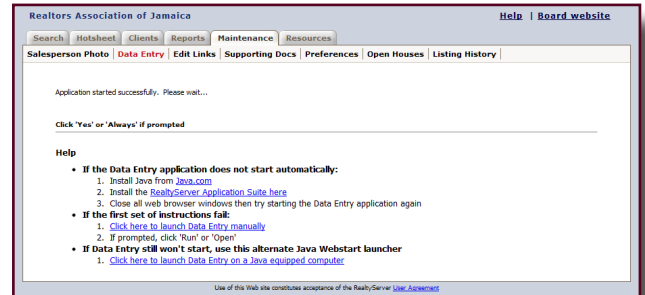 Realtors Association of Jamaica
Help | Board website
Search Hotsheet Clients Reports Maintenance Resources
Salesperson Photo | Data Entry | Edit Links | Supporting Docs | Preferences | Open Houses | Listing History |
Application started successfully. Please wait...
Click 'Yes' or 'Always' if prompted
Help
• If the Data Entry application does not start automatically:
1. Install Java from Java.com
2. Install the RealtyServer Application Suite here
3. Close all web browser windows then try starting the Data Entry application again
• If the first set of instructions fail:
1. Click here to launch Data Entry manually
2. If prompted, click 'Run' or 'Open'
• If Data Entry still won't start, use this alternate Java Webstart launcher
1. Click here to launch Data Entry on a Java equipped computer
Use of this Web site constitutes acceptance of the RealtyServer User Agreement